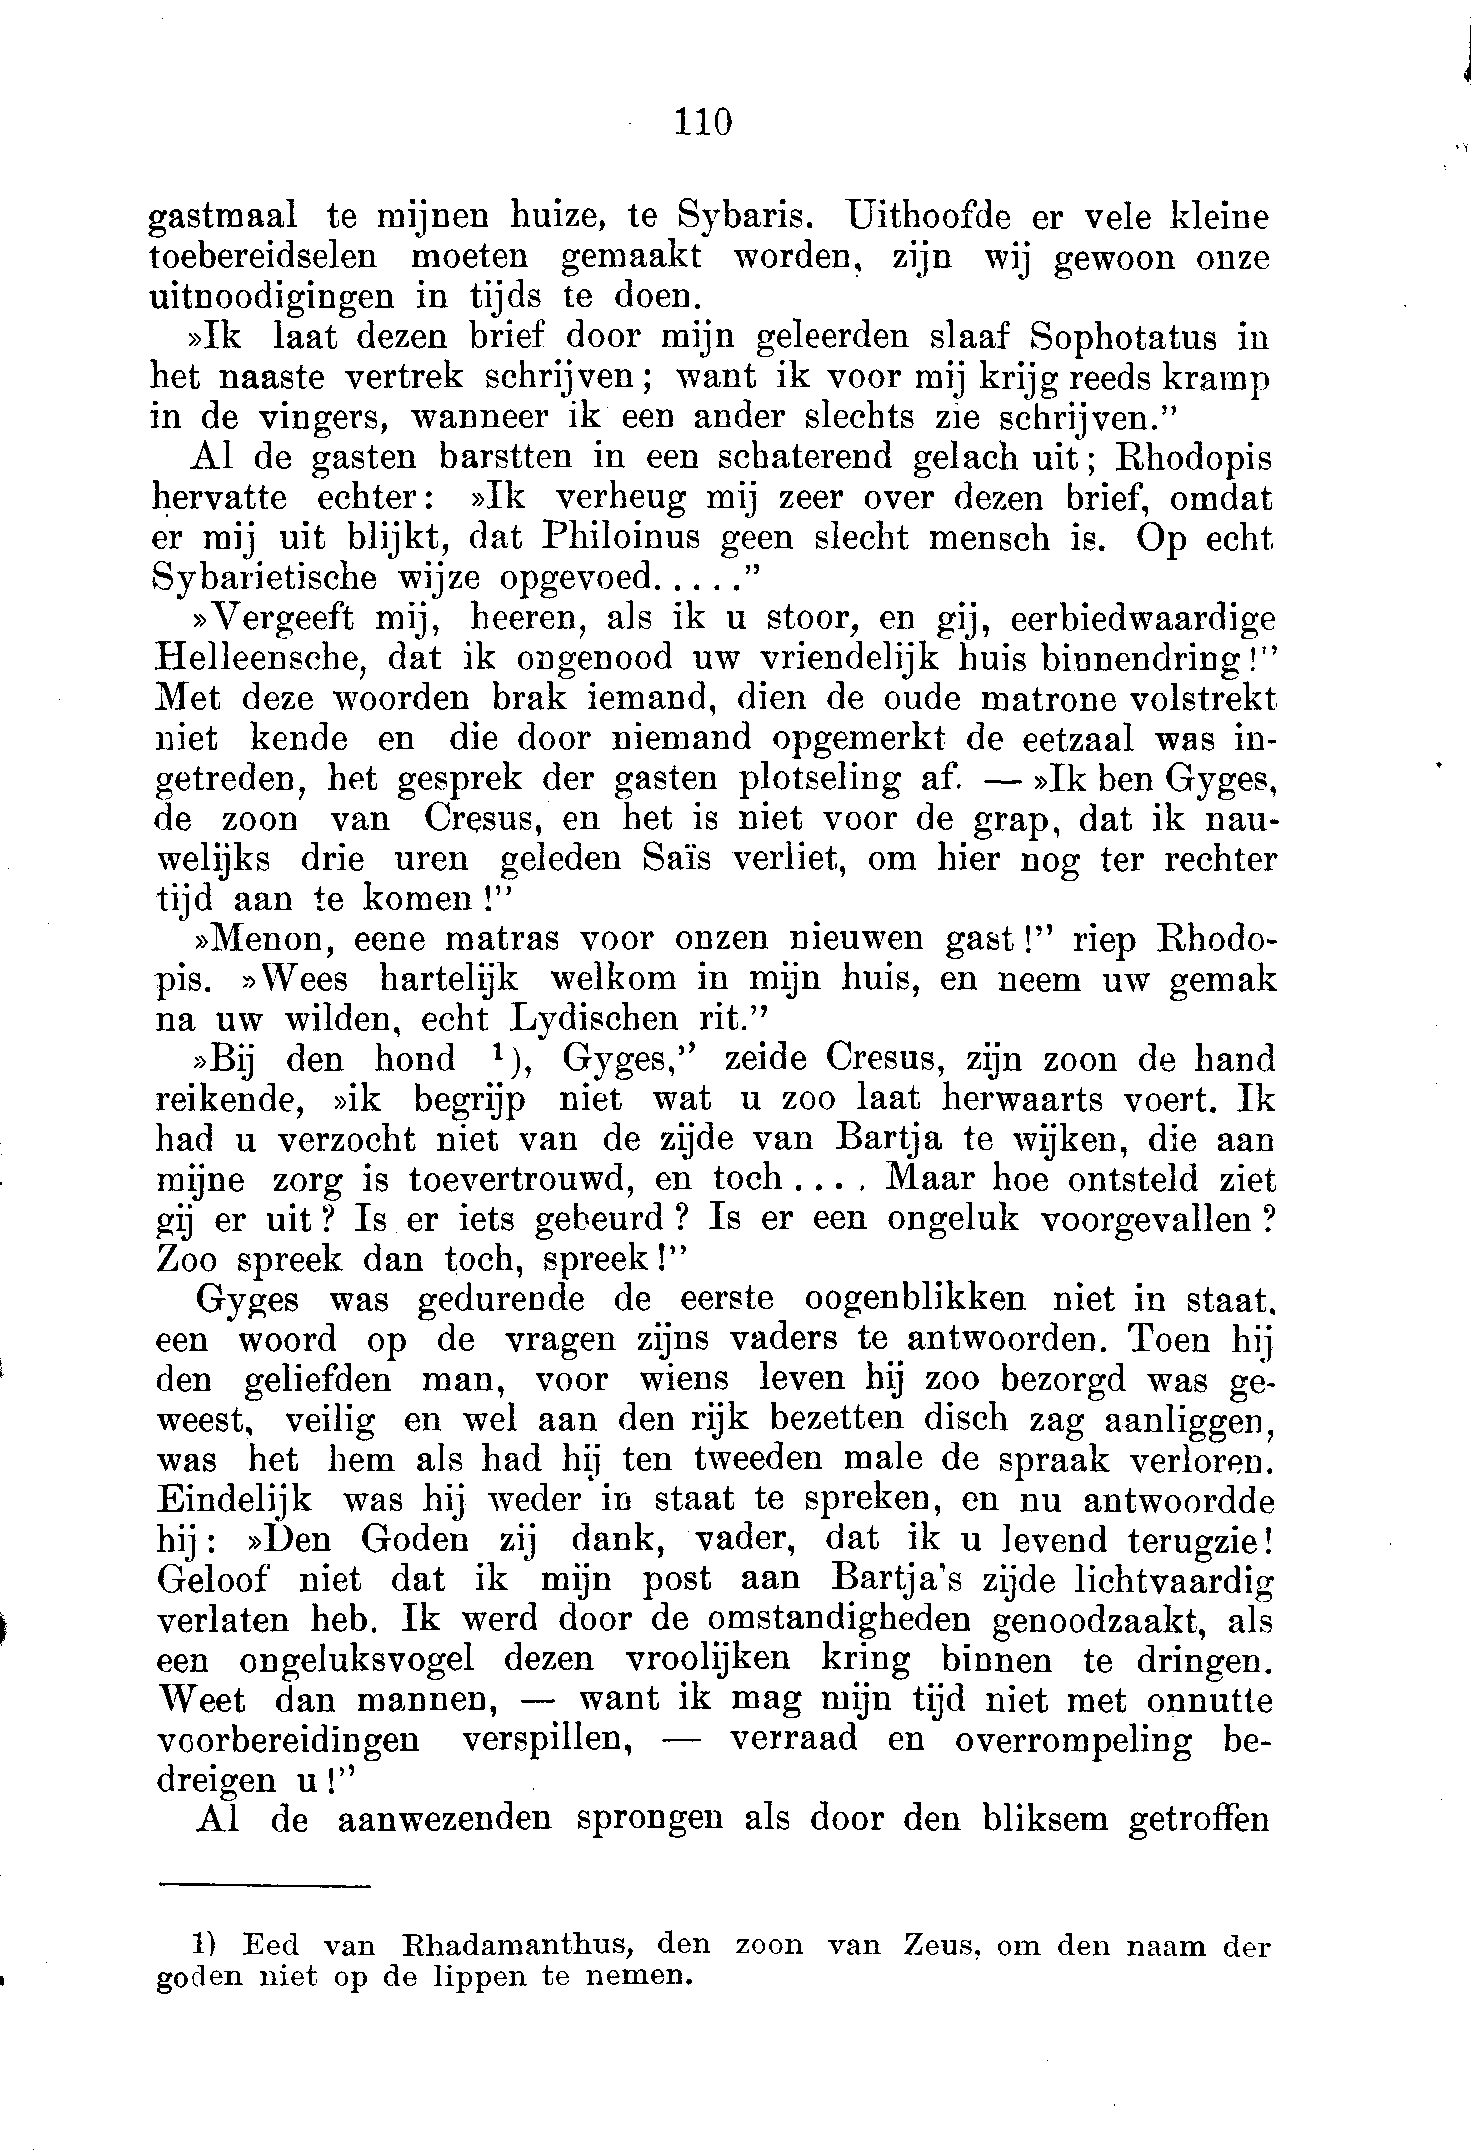 110
gastmaal te mijnen huize, te Sybaris. Uithoofde er vele kleine
toebereidselen moeten gemaakt worden, zijn wij gewoon onze
uitnoodigingen in tijds te doen.
»Ik laat dezen brief door mijn geleerden slaaf Sophotatus in
het naaste vertrek schrijven; want ik voor mij krijg reeds kramp
in de vingers, wanneer ik een ander slechts zie schrijven.”
Al de gasten barstten in een schaterend gelach uit; Rhodopis
hervatte echter: »Ik verheug mij zeer over dezen brief, omdat
er mij uit blijkt, dat Philoinus geen slecht mensch is. Op echt
Sybarietische wijze opgevoed.....”
»Vergeeft mij, heeren, als ik u stoor, en gij, eerbiedwaardige
Helleensche, dat ik ongenood uw vriendelijk huis binnendring!”
Met deze woorden brak iemand, dien de oude matrone volstrekt
niet kende en die door niemand opgemerkt de eetzaal was in-
getreden, het gesprek der gasten plotseling af. — »Ik ben Gyges,
de zoon van Cresus, en het is niet voor de grap, dat ik nau-
welijks drie uren geleden Saïs verliet, om hier nog ter rechter
tijd aan te komen!”
»Menon, eene matras voor onzen nieuwen gast!” riep Rhodo-
pis. »Wees hartelijk welkom in mijn huis, en neem uw gemak
na uw wilden, echt Lydischen rit.”
»Bij den hond ¹), Gyges,” zeide Cresus, zijn zoon de hand
reikende, »ik begrijp niet wat u zoo laat herwaarts voert. Ik
had u verzocht niet van de zijde van Bartja te wijken, die aan
mijne zorg is toevertrouwd, en toch.... Maar hoe ontsteld ziet
gij er uit? Is er iets gebeurd? Is er een ongeluk voorgevallen?
Zoo spreek dan toch, spreek!”
Gyges was gedurende de eerste oogenblikken niet in staat,
een woord op de vragen zijns vaders te antwoorden. Toen hij
den geliefden man, voor wiens leven hij zoo bezorgd was ge-
weest, veilig en wel aan den rijk bezetten disch zag aanliggen,
was het hem als had hij ten tweeden male de spraak verloren.
Eindelijk was hij weder in staat te spreken, en nu antwoordde
hij: »Den Goden zij dank, vader, dat ik u levend terugzie!
Geloof niet dat ik mijn post aan Bartja's zijde lichtvaardig
verlaten heb. Ik werd door de omstandigheden genoodzaakt, als
een ongeluksvogel dezen vroolijken kring binnen te dringen.
Weet dan mannen, — want ik mag mijn tijd niet met onnutte
voorbereidingen verspillen, — verraad en overrompeling be-
dreigen u!”
Al de aanwezenden sprongen als door den bliksem getroffen
1) Eed van Rhadamanthus, den zoon van Zeus, om den naam der
goden niet op de lippen te nemen.